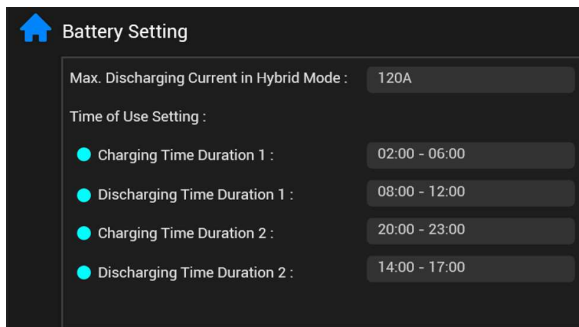 Battery Setting
Max. Discharging Current in Hybrid Mode : 120A
Time of Use Setting :
Charging Time Duration 1 : 02:00 - 06:00
Discharging Time Duration 1 : 08:00 - 12:00
Charging Time Duration 2 : 20:00 - 23:00
Discharging Time Duration 2 : 14:00 - 17:00